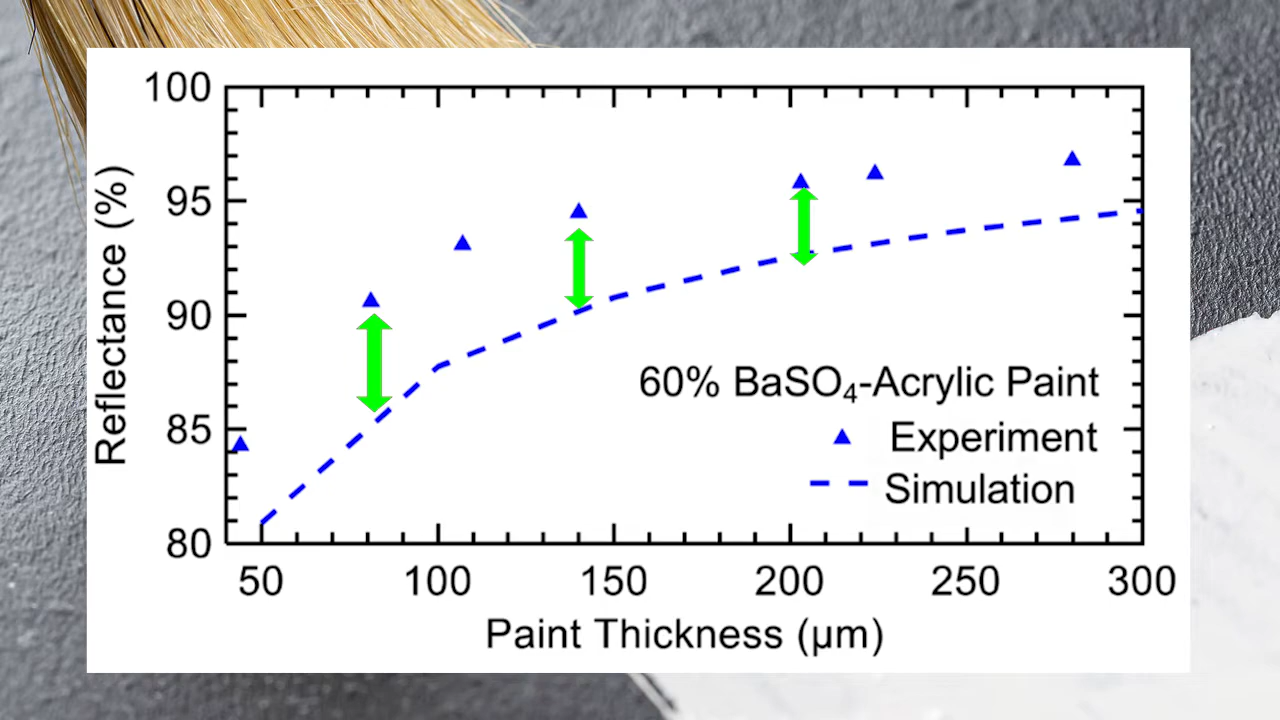 100
95
90
85
80
Reflectance (%)
60% BaSO₄-Acrylic Paint
Experiment
Simulation
50 100 150 200 250 300
Paint Thickness (μm)